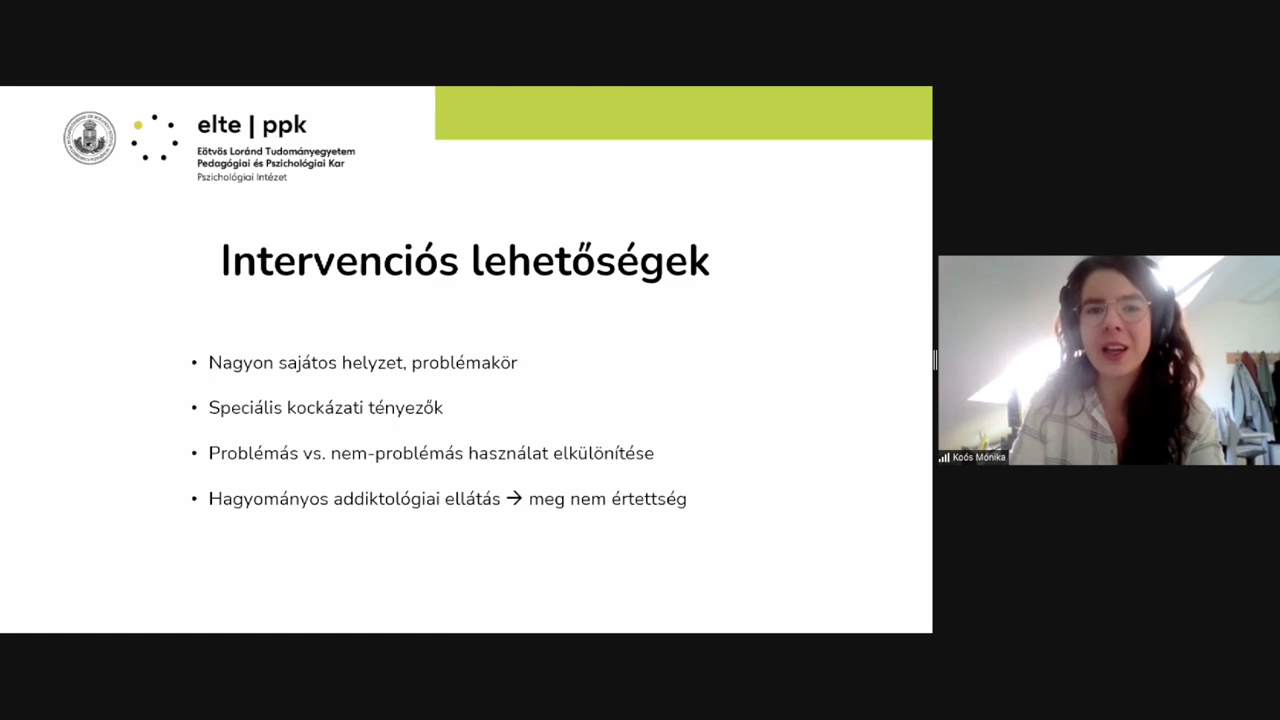 elte | ppk
Eötvös Loránd Tudományegyetem
Pedagógiai és Pszichológiai Kar
Pszichológiai Intézet
Intervenciós lehetőségek
• Nagyon sajátos helyzet, problémakör
• Speciális kockázati tényezők
• Problémás vs. nem-problémás használat elkülönítése
• Hagyományos addiktológiai ellátás → meg nem értettség
Koós Mónika